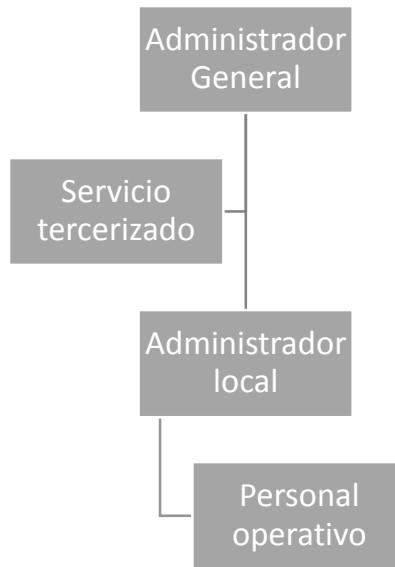 Administrador
General
Servicio
tercerizado
Administrador
local
Personal
operativo